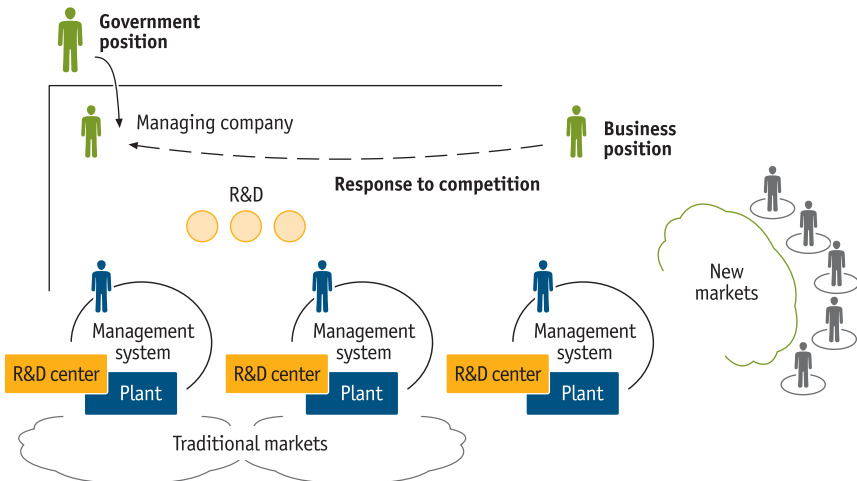 Government
position
Managing company
Business
position
Response to competition
R&D
New
markets
Management
system
R&D center
Plant
Management
system
R&D center
Plant
Management
system
R&D center
Plant
Traditional markets